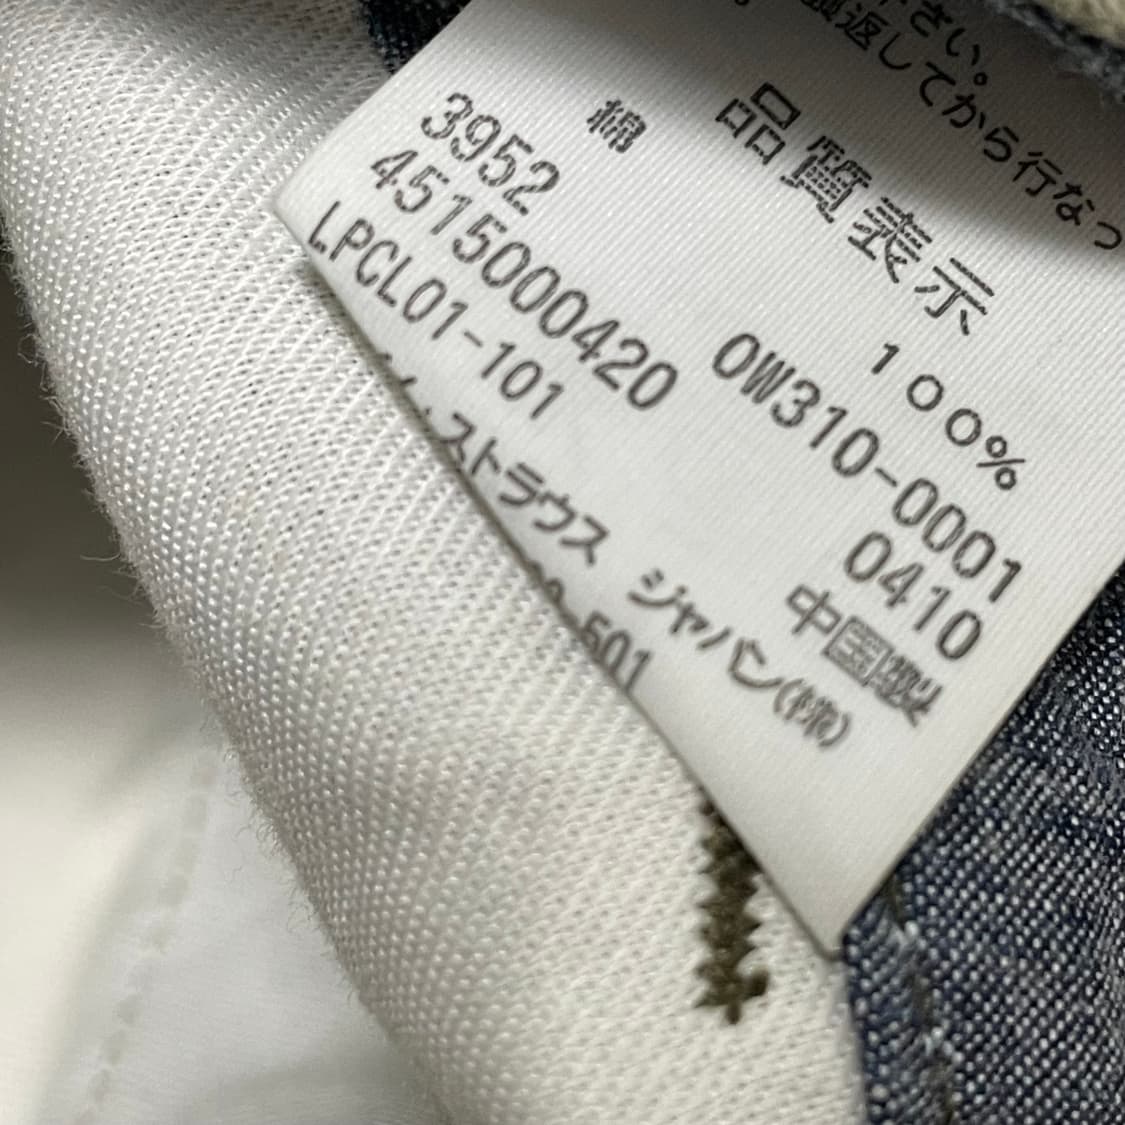 さい。
返してから行なっ
品質表示
綿 100%
3952 0W310-0001
4515000420 0410
LPCL01-101 中国製
ストラウス ジャパン(株)
-501